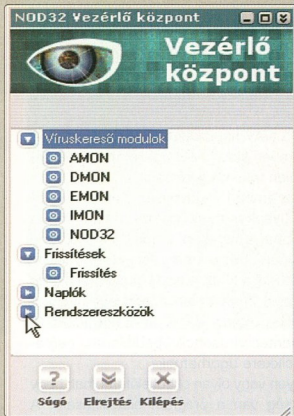 NOD32 Vezérlő központ
Vezérlő
központ
Víruskereső modulok
AMON
DMON
EMON
IMON
NOD32
Frissítések
Frissítés
Naplók
Rendszereszközök
Súgó Elrejtés Kilépés